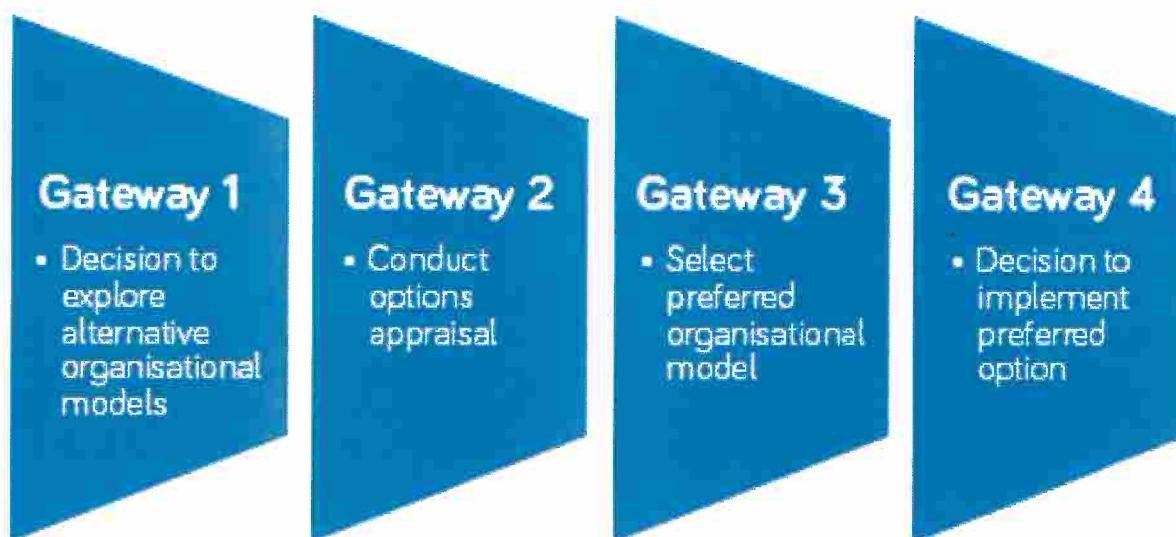 Gateway 1
• Decision to
explore
alternative
organisational
models
Gateway 2
• Conduct
options
appraisal
Gateway 3
• Select
preferred
organisational
model
Gateway 4
• Decision to
implement
preferred
option